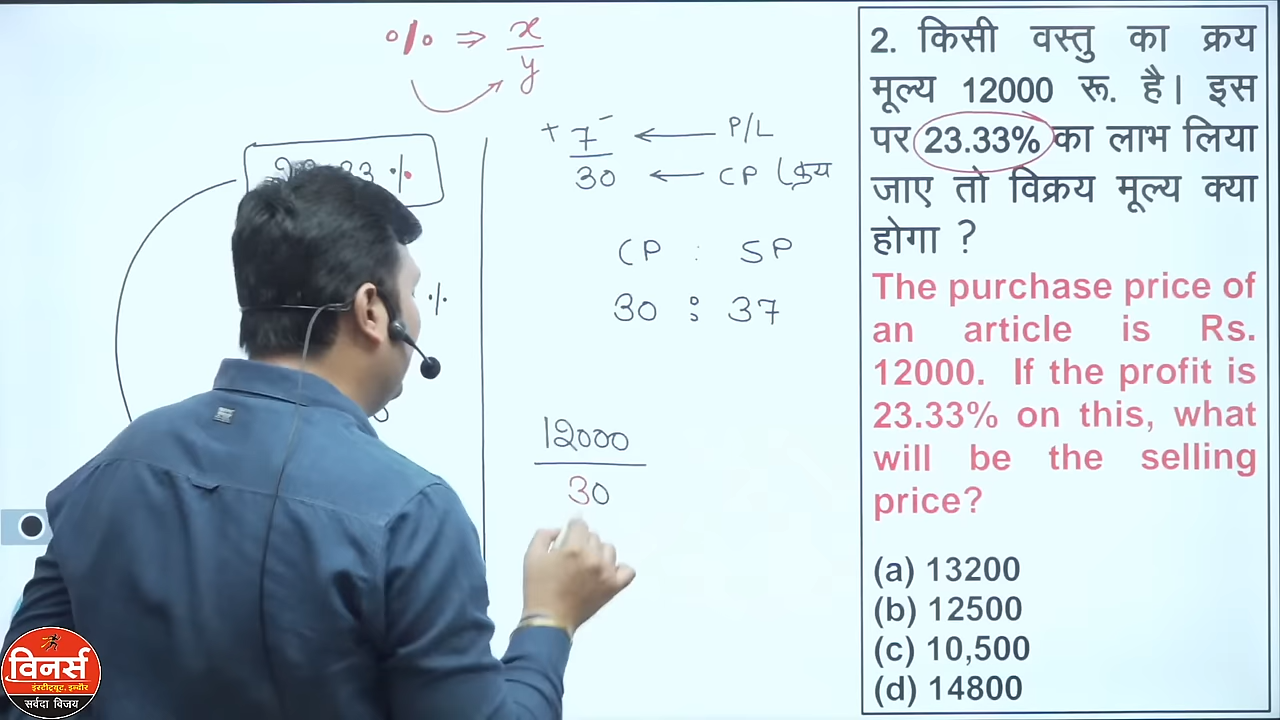 % ⇒ x/y
+ 7 - ← P/L
30 ← CP (क्रय
CP : SP
30 : 37
12000
30
2. किसी वस्तु का क्रय
मूल्य 12000 रू. है। इस
पर 23.33% का लाभ लिया
जाए तो विक्रय मूल्य क्या
होगा ?
The purchase price of
an article is Rs.
12000. If the profit is
23.33% on this, what
will be the selling
price?
(a) 13200
(b) 12500
(c) 10,500
(d) 14800
विनर्स
इंस्टीट्यूट, इन्दौर
सर्वदा विजय